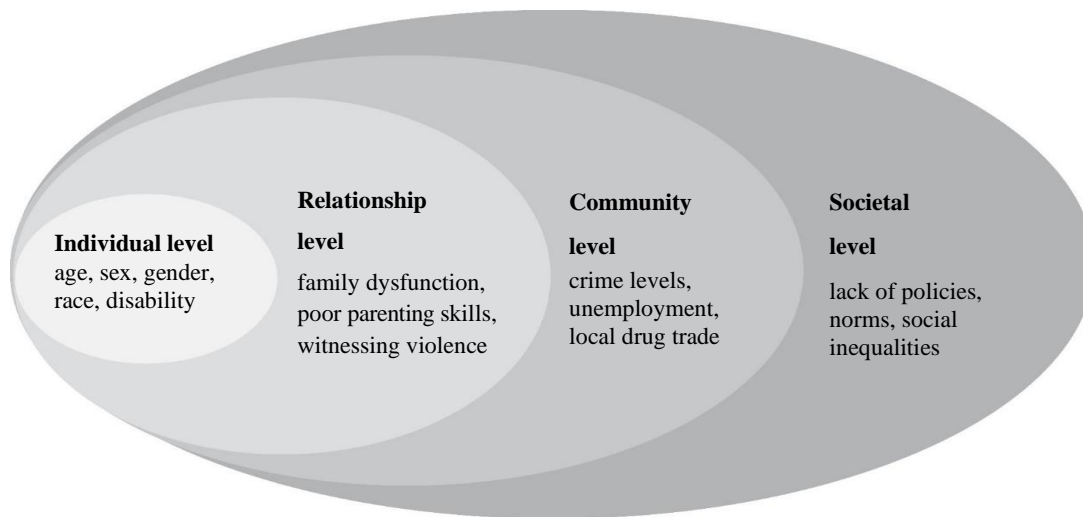 Individual level
age, sex, gender,
race, disability
Relationship
level
family dysfunction,
poor parenting skills,
witnessing violence
Community
level
crime levels,
unemployment,
local drug trade
Societal
level
lack of policies,
norms, social
inequalities